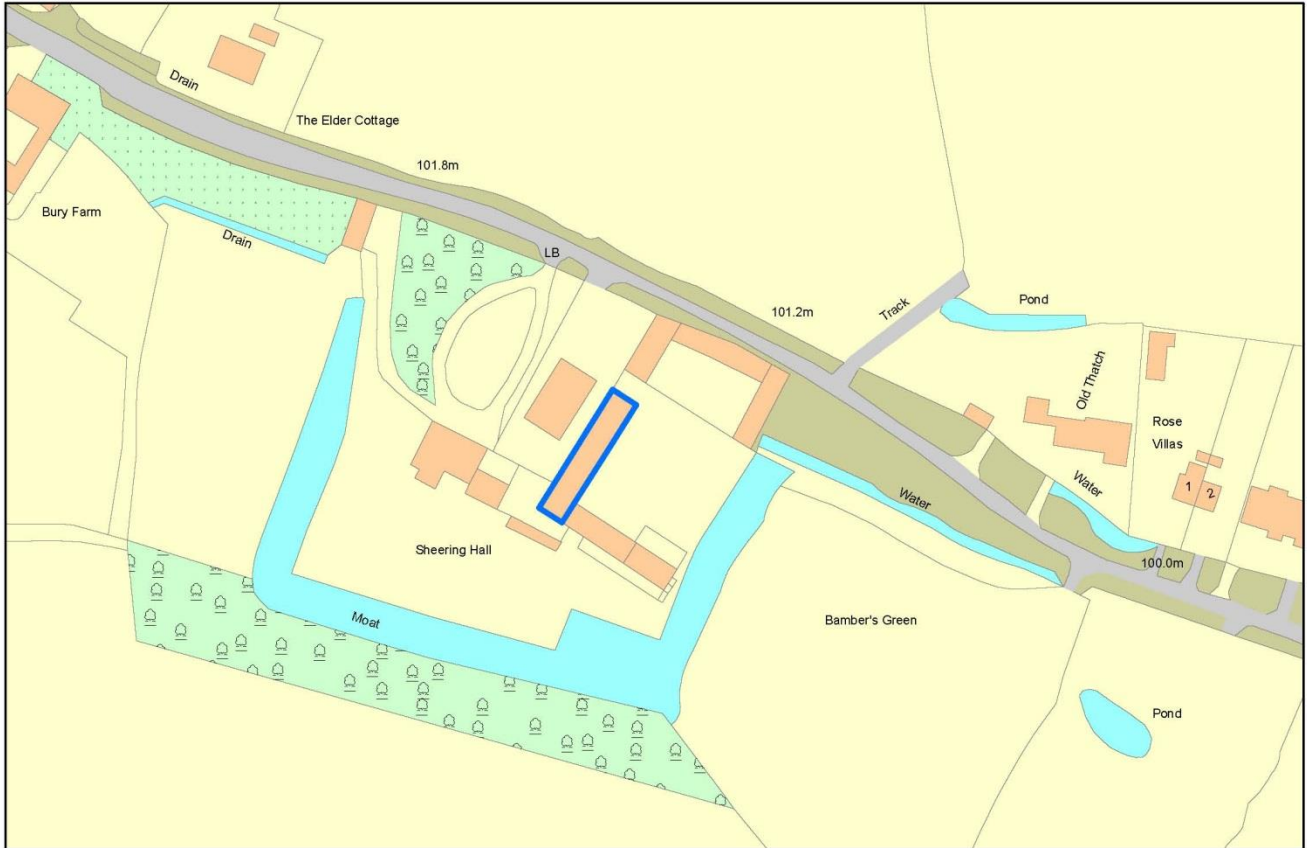 Drain
The Elder Cottage
101.8m
Bury Farm
Drain
LB
101.2m
Track
Pond
Old Thatch
Rose
Villas
1
2
Water
Water
100.0m
Sheering Hall
Moat
Bamber's Green
Pond